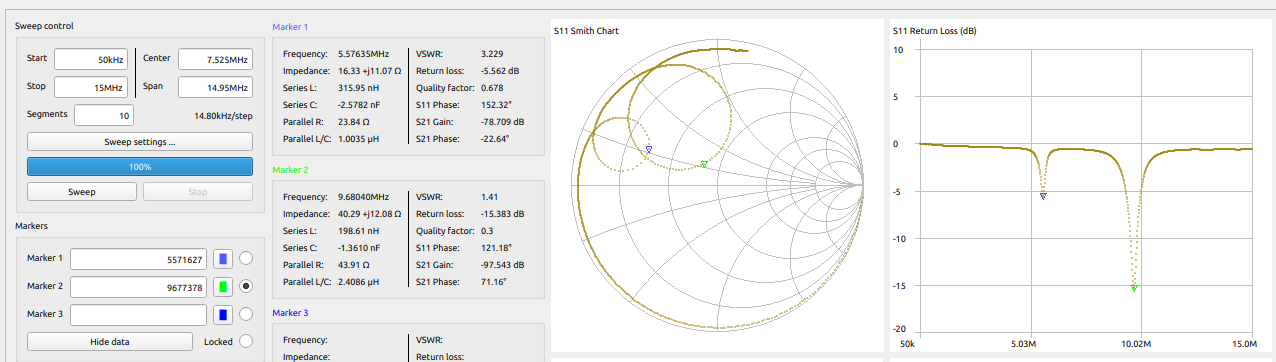 Sweep control
Start 50kHz Center 7.525MHz
Stop 15MHz Span 14.95MHz
Segments 10 14.80kHz/step
Sweep settings ...
100%
Sweep Stop
Markers
Marker 1 5571627
Marker 2 9677378
Marker 3
Hide data Locked
Marker 1
Frequency: 5.57635MHz VSWR: 3.229
Impedance: 16.33 +j11.07 Ω Return loss: -5.562 dB
Series L: 315.95 nH Quality factor: 0.678
Series C: -2.5782 nF S11 Phase: 152.32°
Parallel R: 23.84 Ω S21 Gain: -78.709 dB
Parallel L/C: 1.0035 µH S21 Phase: -22.64°
Marker 2
Frequency: 9.68040MHz VSWR: 1.41
Impedance: 40.29 +j12.08 Ω Return loss: -15.383 dB
Series L: 198.61 nH Quality factor: 0.3
Series C: -1.3610 nF S11 Phase: 121.18°
Parallel R: 43.91 Ω S21 Gain: -97.543 dB
Parallel L/C: 2.4086 µH S21 Phase: 71.16°
Marker 3
Frequency: VSWR:
Impedance: Return loss:
S11 Smith Chart
S11 Return Loss (dB)
10
5
0
-5
-10
-15
-20
50k 5.03M 10.02M 15.0M